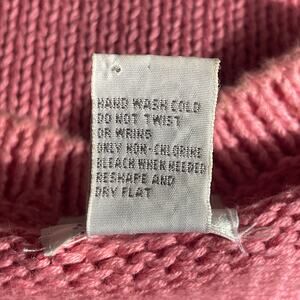 HAND WASH COLD
DO NOT TWIST
OR WRING
ONLY NON-CHLORINE
BLEACH WHEN NEEDED
RESHAPE AND
DRY FLAT